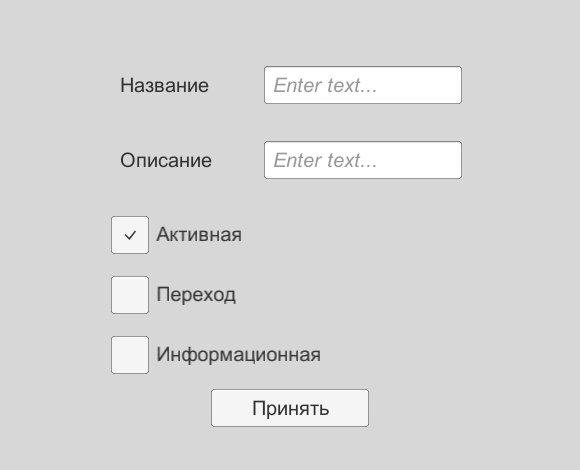 Название Enter text...
Описание Enter text...
Активная
Переход
Информационная
Принять